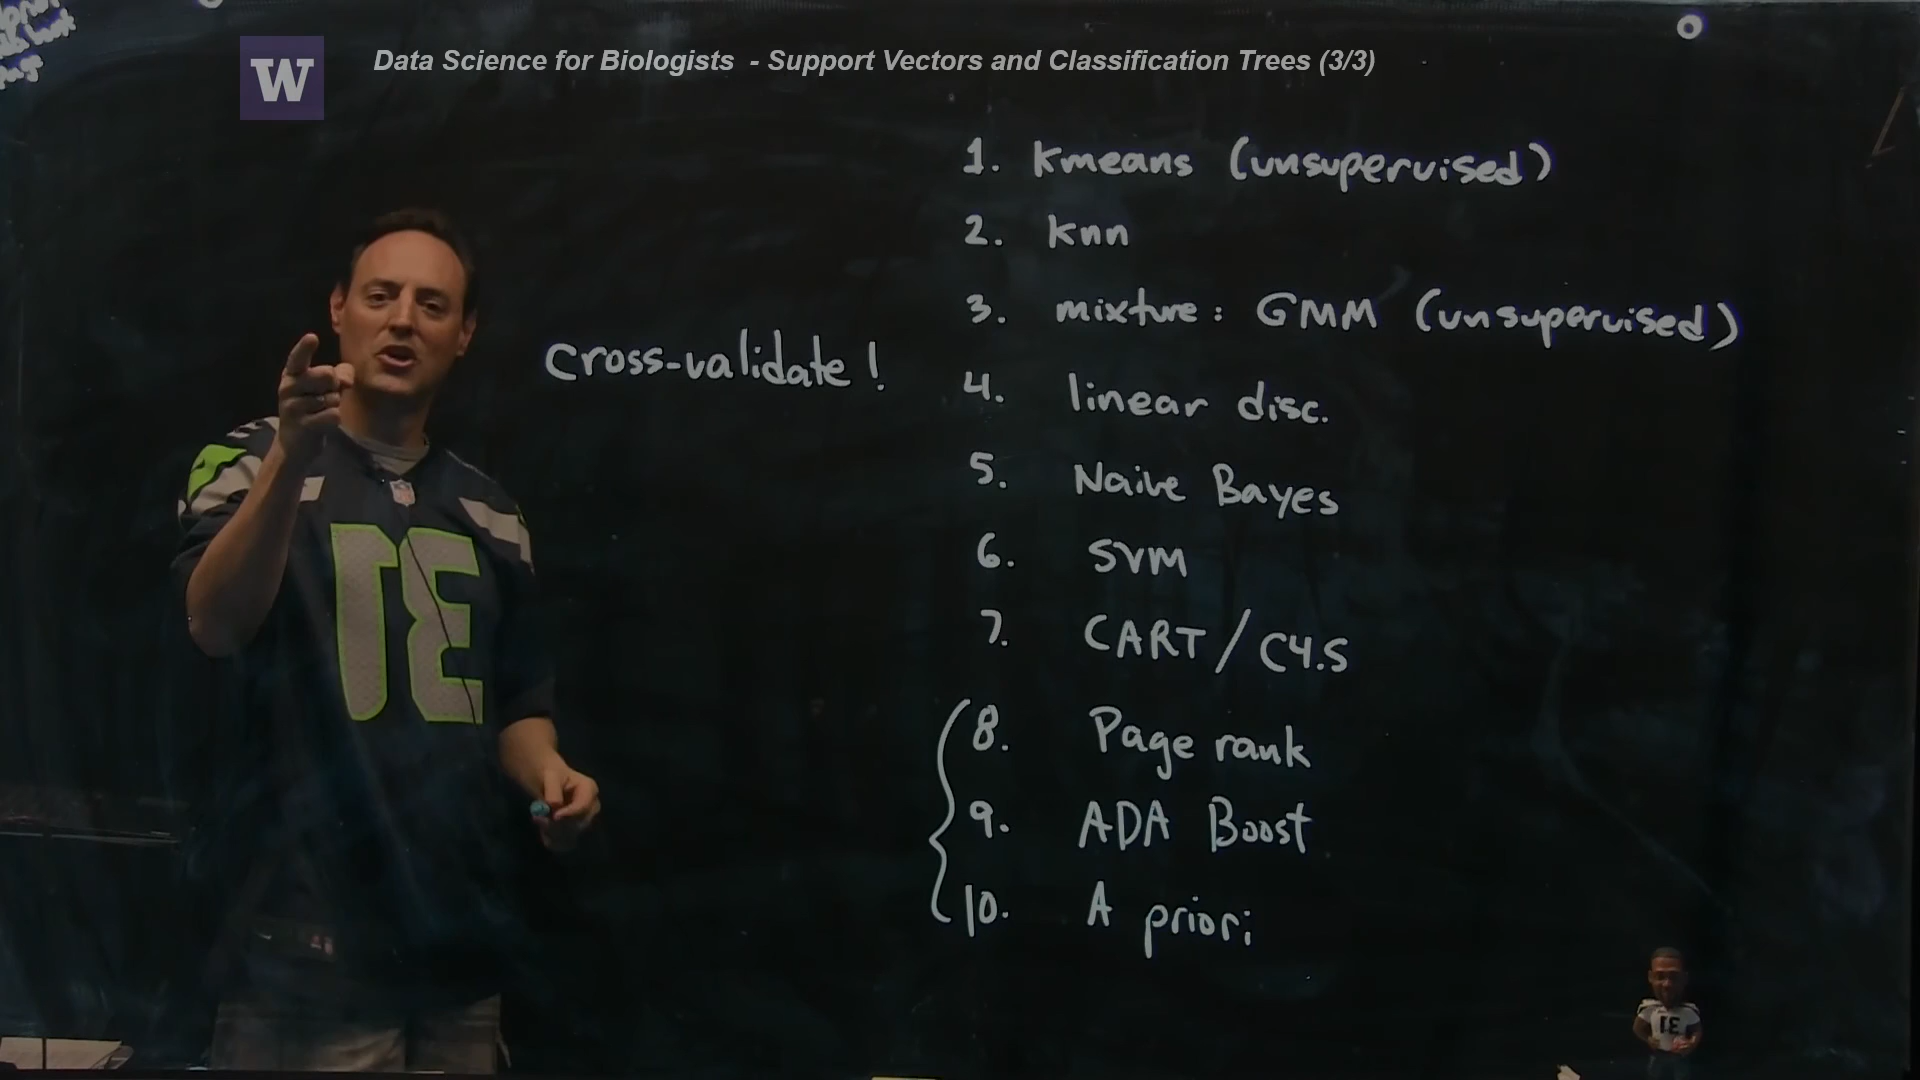 W
Data Science for Biologists - Support Vectors and Classification Trees (3/3)
1. Kmeans (unsupervised)
2. Knn
3. mixture: GMM (unsupervised)
cross-validate!
4. linear disc.
5. Naive Bayes
6. SVM
7. CART/C4.5
8. Page rank
9. ADA Boost
10. A priori
31
31